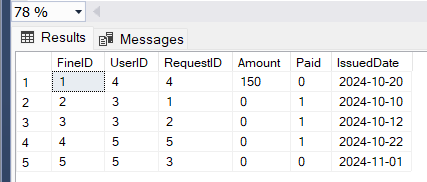 78 %
Results Messages
FineID UserID RequestID Amount Paid IssuedDate
1 1 4 4 150 0 2024-10-20
2 2 3 1 0 1 2024-10-10
3 3 3 2 0 1 2024-10-12
4 4 5 5 0 1 2024-10-22
5 5 5 3 0 0 2024-11-01